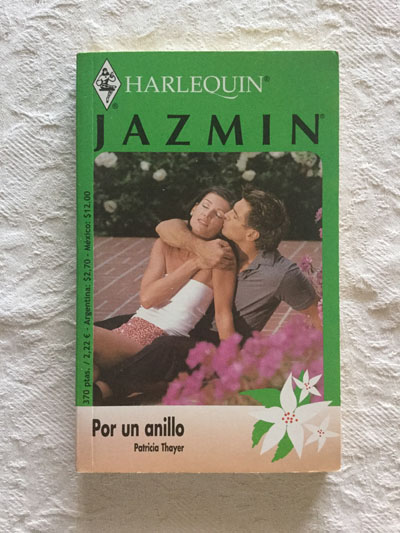 HARLEQUIN®
®
JAZMIN®
370 ptas. / 2,22 € - Argentina: $2.70 - México: $12.00
Por un anillo
Patricia Thayer